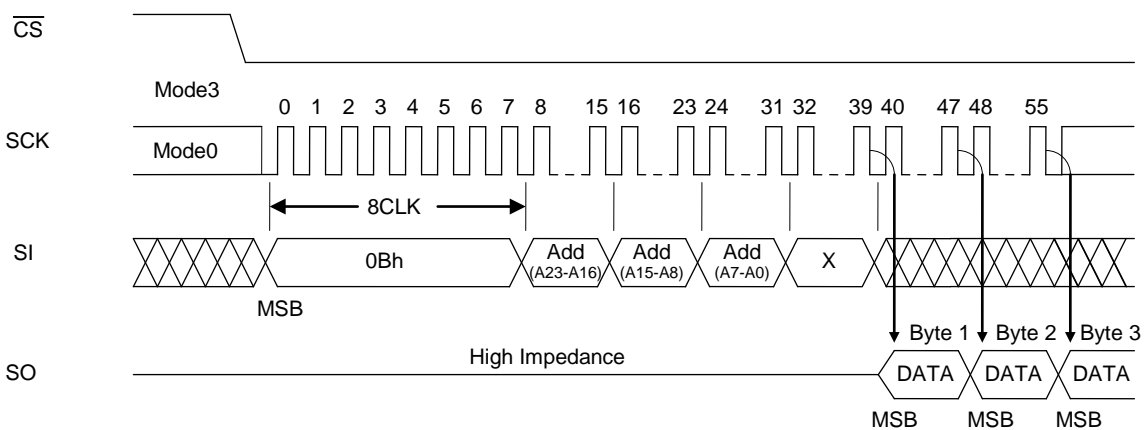 CS
Mode3
0 1 2 3 4 5 6 7 8 15 16 23 24 31 32 39 40 47 48 55
SCK
Mode0
8CLK
SI
0Bh
Add
(A23-A16)
Add
(A15-A8)
Add
(A7-A0)
X
MSB
Byte 1 Byte 2 Byte 3
High Impedance
SO
DATA DATA DATA
MSB MSB MSB